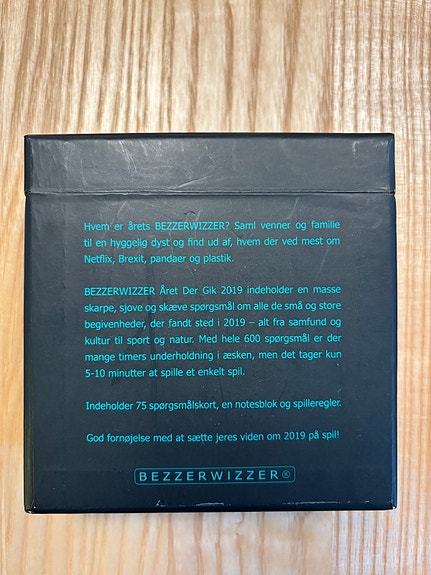 Hvem er årets BEZZERWIZZER? Saml venner og familie
til en hyggelig dyst og find ud af, hvem der ved mest om
Netflix, Brexit, pandaer og plastik.
BEZZERWIZZER Året Der Gik 2019 indeholder en masse
skarpe, sjove og skæve spørgsmål om alle de små og store
begivenheder, der fandt sted i 2019 – alt fra samfund og
kultur til sport og natur. Med hele 600 spørgsmål er der
mange timers underholdning i æsken, men det tager kun
5-10 minutter at spille et enkelt spil.
Indeholder 75 spørgsmålskort, en notesblok og spilleregler.
God fornøjelse med at sætte jeres viden om 2019 på spil!
BEZZERWIZZER®